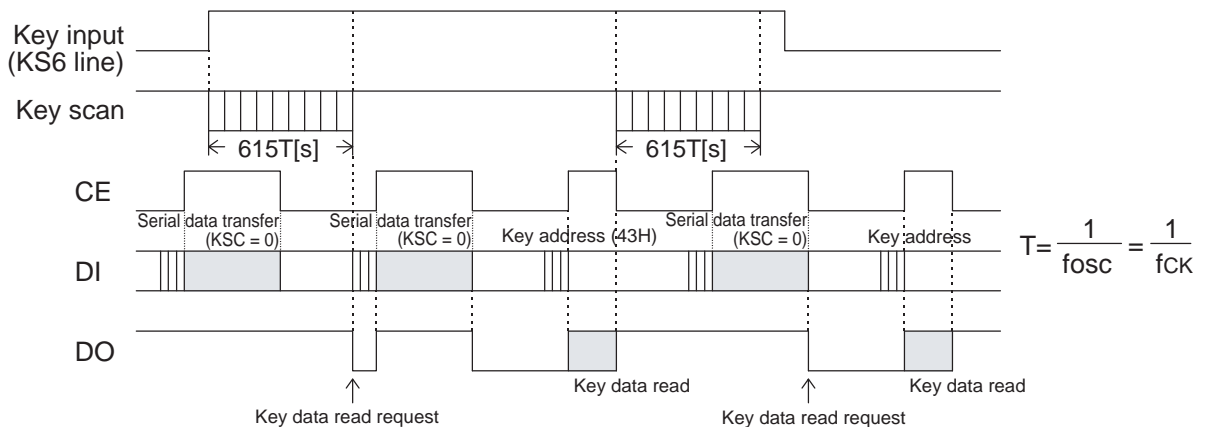 Key input
(KS6 line)
Key scan
615T[s]
615T[s]
CE
Serial data transfer
(KSC = 0)
Serial data transfer
(KSC = 0)
Key address (43H)
Serial data transfer
(KSC = 0)
Key address
DI
T= 1/fosc = 1/fCK
DO
Key data read
Key data read
Key data read request
Key data read request